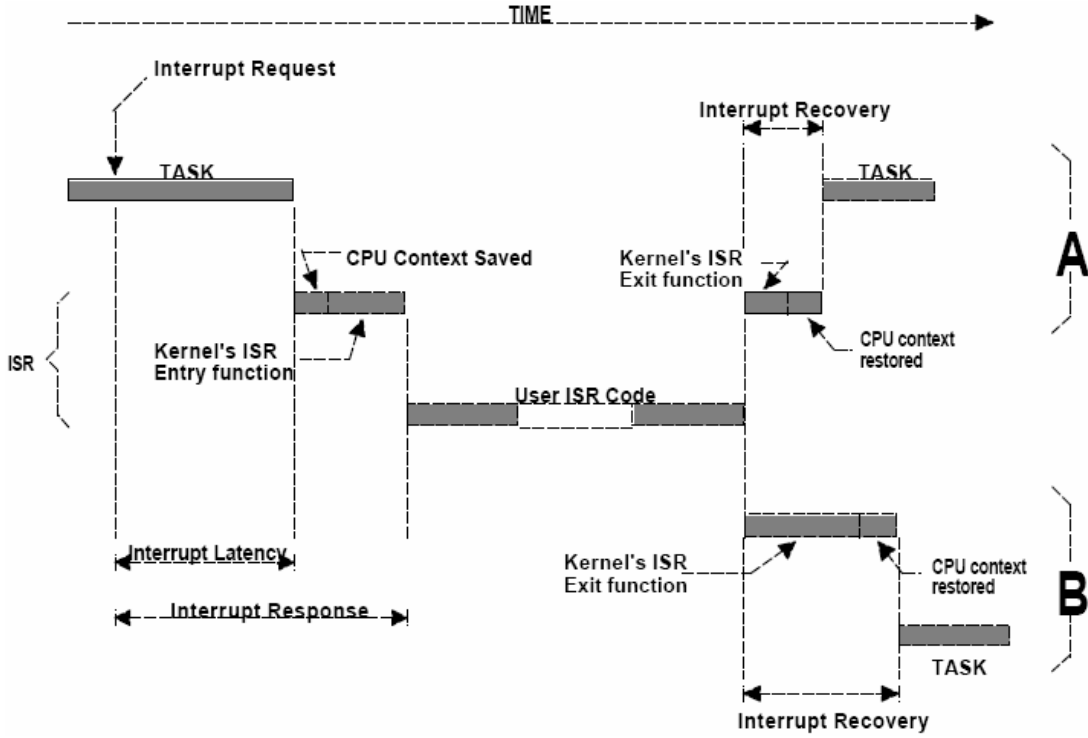 TIME
Interrupt Request
Interrupt Recovery
TASK
TASK
A
CPU Context Saved
Kernel's ISR
Exit function
ISR
Kernel's ISR
Entry function
CPU context
restored
User ISR Code
Interrupt Latency
Kernel's ISR
Exit function
CPU context
restored
B
Interrupt Response
TASK
Interrupt Recovery